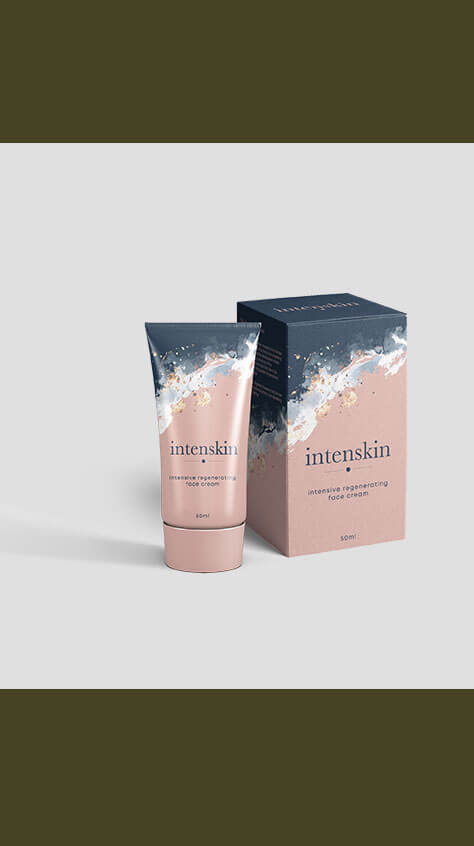 intenskin
intenskin
intensive regenerating
face cream
50ml
intenskin
intensive regenerating
face cream
50ml